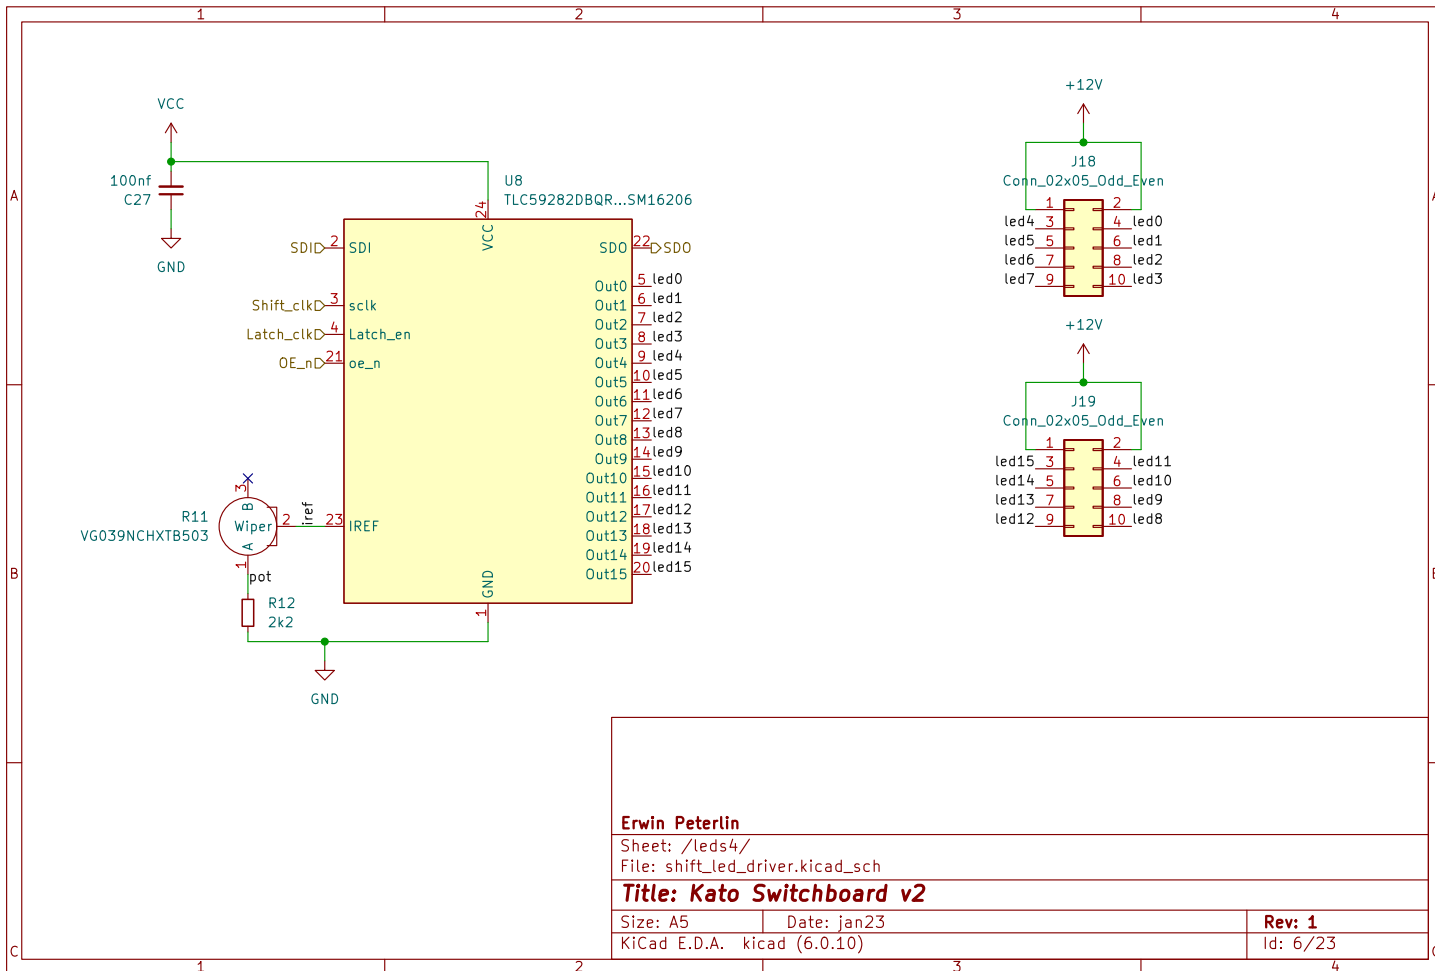 1 2 3 4
+12V
VCC
J18
100nf
C27
U8
TLC59282DBQR...SM16206
Conn_02x05_Odd_Even
A
24
VCC
1 2
led4 3 4 led0
led5 5 6 led1
led6 7 8 led2
led7 9 10 led3
GND
SDI 2 SDI
SDO 22 SDO
Out0 5 led0
Shift_clk 3 sclk
Out1 6 led1
Out2 7 led2
Latch_clk 4 Latch_en
Out3 8 led3
OE_n 21 oe_n
Out4 9 led4
Out5 10 led5
Out6 11 led6
Out7 12 led7
Out8 13 led8
Out9 14 led9
Out10 15 led10
Out11 16 led11
Out12 17 led12
Out13 18 led13
Out14 19 led14
Out15 20 led15
+12V
J19
Conn_02x05_Odd_Even
1 2
led15 3 4 led11
led14 5 6 led10
led13 7 8 led9
led12 9 10 led8
3
B
R11
VG039NCHXTB503
Wiper 2 iref 23 IREF
A
1
pot
B
R12
2k2
GND
1
GND
Erwin Peterlin
Sheet: /leds4/
File: shift_led_driver.kicad_sch
Title: Kato Switchboard v2
Size: A5 Date: jan23 Rev: 1
KiCad E.D.A. kicad (6.0.10) Id: 6/23
C
1 2 3 4